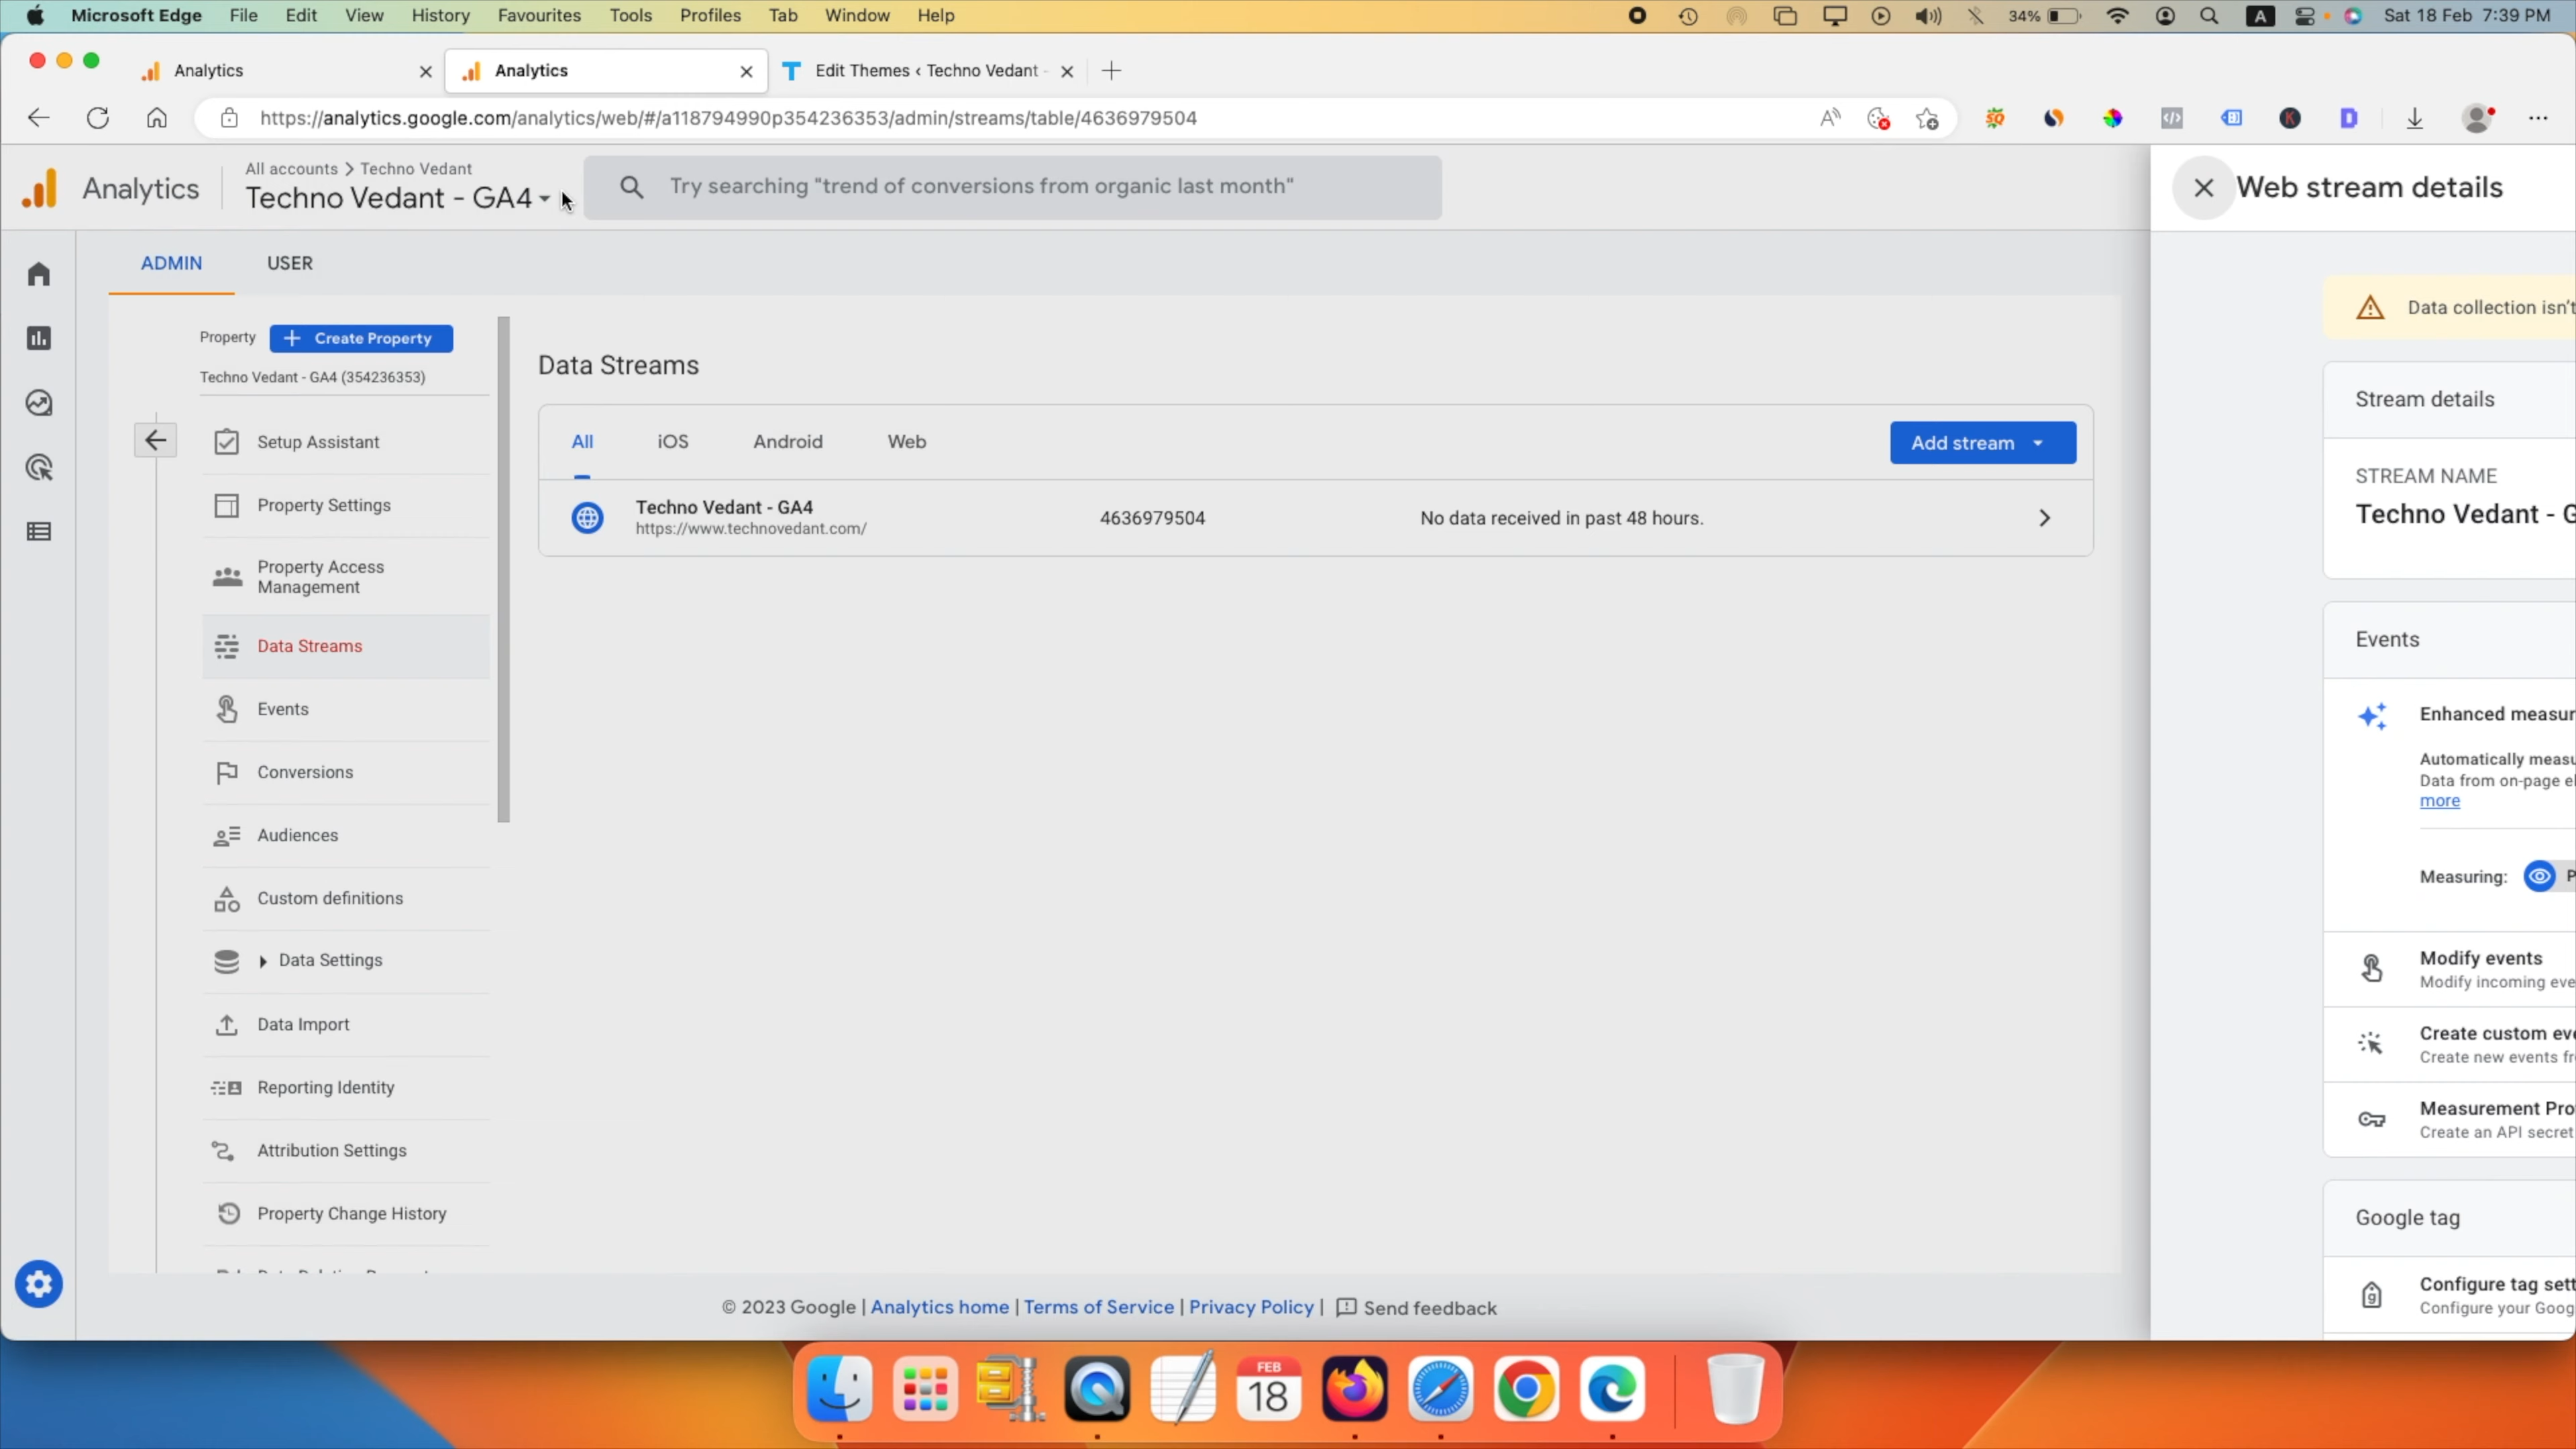 Microsoft Edge File Edit View History Favourites Tools Profiles Tab Window Help
34% A Sat 18 Feb 7:39 PM
Analytics
Analytics
Edit Themes ‹ Techno Vedant -
https://analytics.google.com/analytics/web/#/a118794990p354236353/admin/streams/table/4636979504
Analytics
All accounts > Techno Vedant
Techno Vedant - GA4
Try searching "trend of conversions from organic last month"
ADMIN USER
Property
+ Create Property
Techno Vedant - GA4 (354236353)
Setup Assistant
Property Settings
Property Access
Management
Data Streams
Events
Conversions
Audiences
Custom definitions
Data Settings
Data Import
Reporting Identity
Attribution Settings
Property Change History
Data Streams
All iOS Android Web
Add stream
Techno Vedant - GA4
https://www.technovedant.com/
4636979504
No data received in past 48 hours.
© 2023 Google | Analytics home | Terms of Service | Privacy Policy | Send feedback
Web stream details
Data collection isn't
Stream details
STREAM NAME
Techno Vedant - G
Events
Enhanced measur
Automatically measu
Data from on-page el
more
Measuring: P
Modify events
Modify incoming eve
Create custom eve
Create new events fr
Measurement Pro
Create an API secret
Google tag
Configure tag sett
Configure your Goog
FEB
18